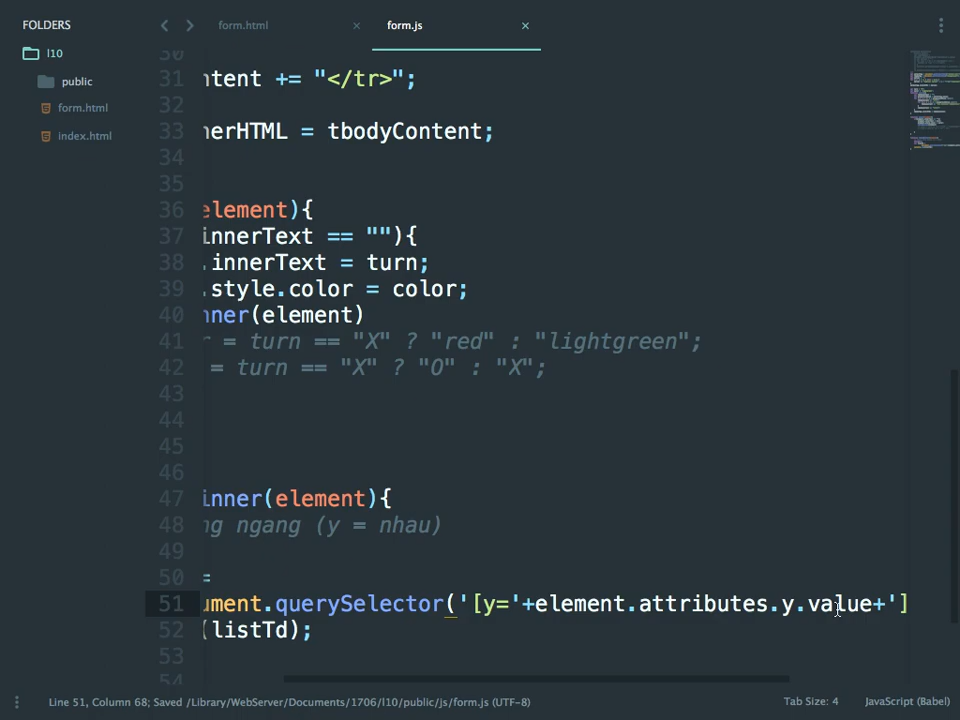 FOLDERS
l10
public
form.html
index.html
form.html
form.js
30
31 ntent += "</tr>";
32
33 nerHTML = tbodyContent;
34
35
36 element){
37 innerText == ""){
38 .innerText = turn;
39 .style.color = color;
40 nner(element)
41 r = turn == "X" ? "red" : "lightgreen";
42 = turn == "X" ? "O" : "X";
43
44
45
46
47 inner(element){
48 ng ngang (y = nhau)
49
50 =
51 ument.querySelector('[y='+element.attributes.y.value+']
52 (listTd);
53
54
Line 51, Column 68; Saved /Library/WebServer/Documents/1706/l10/public/js/form.js (UTF-8)
Tab Size: 4
JavaScript (Babel)